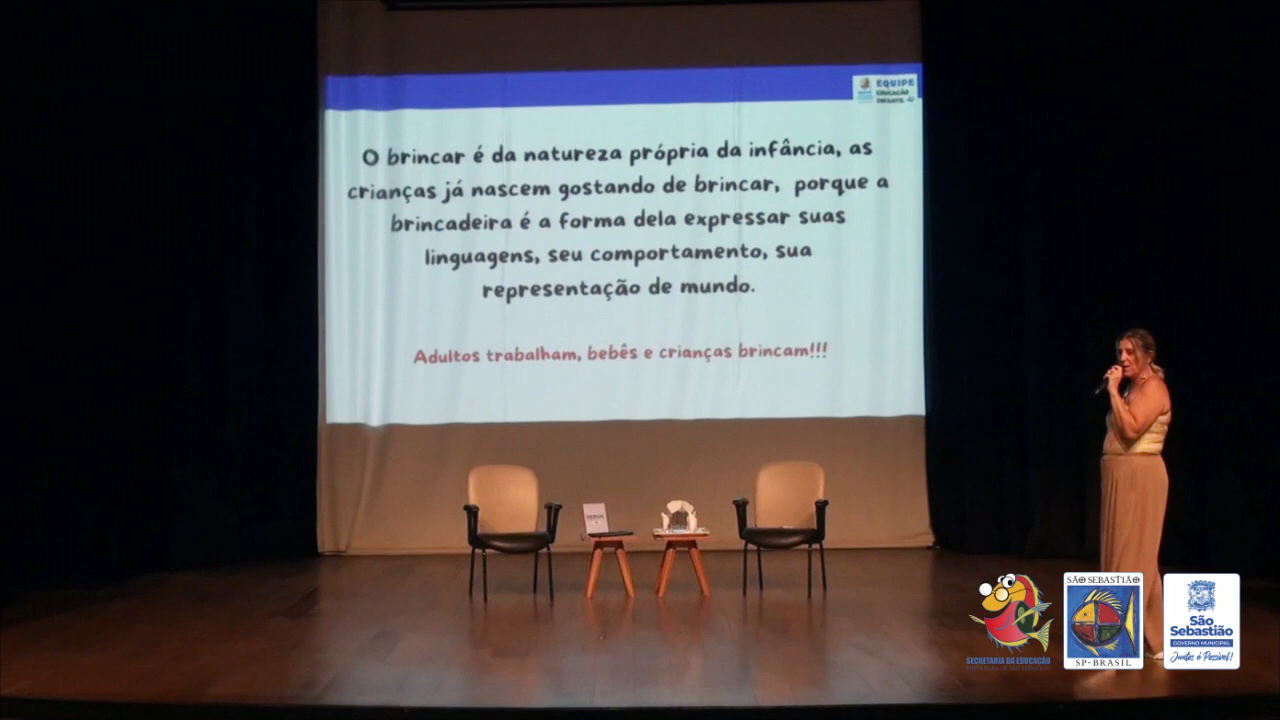 EQUIPE
EDUCAÇÃO
INFANTIL
O brincar é da natureza própria da infância, as
crianças já nascem gostando de brincar, porque a
brincadeira é a forma dela expressar suas
linguagens, seu comportamento, sua
representação de mundo.
Adultos trabalham, bebês e crianças brincam!!!
SECRETARIA DA EDUCAÇÃO
SÃO SEBASTIÃO
SP-BRASIL
São
Sebastião
GOVERNO MUNICIPAL
Juntos é Possível!